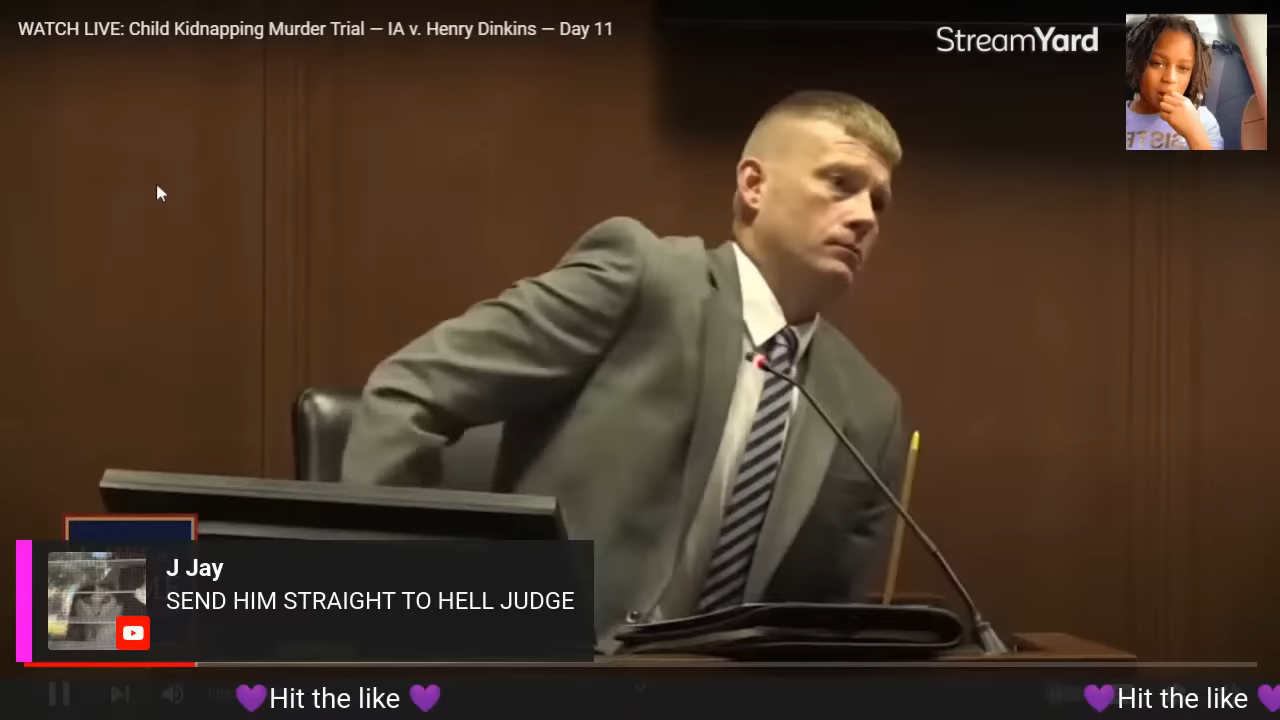 WATCH LIVE: Child Kidnapping Murder Trial — IA v. Henry Dinkins — Day 11
StreamYard
J Jay
SEND HIM STRAIGHT TO HELL JUDGE
💜Hit the like 💜
💜Hit the like 💜